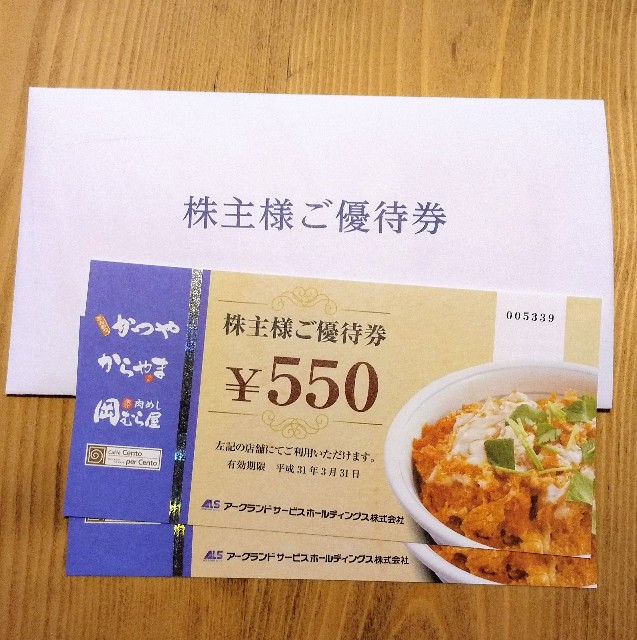 株主様ご優待券
かつや
からやま
岡むら屋
肉めし
Cento
per Cento
株主様ご優待券
¥550
左記の店舗にてご利用いただけます。
有効期限 平成31年3月31日
ALS アークランドサービスホールディングス株式会社
005339
ALS アークランドサービスホールディングス株式会社